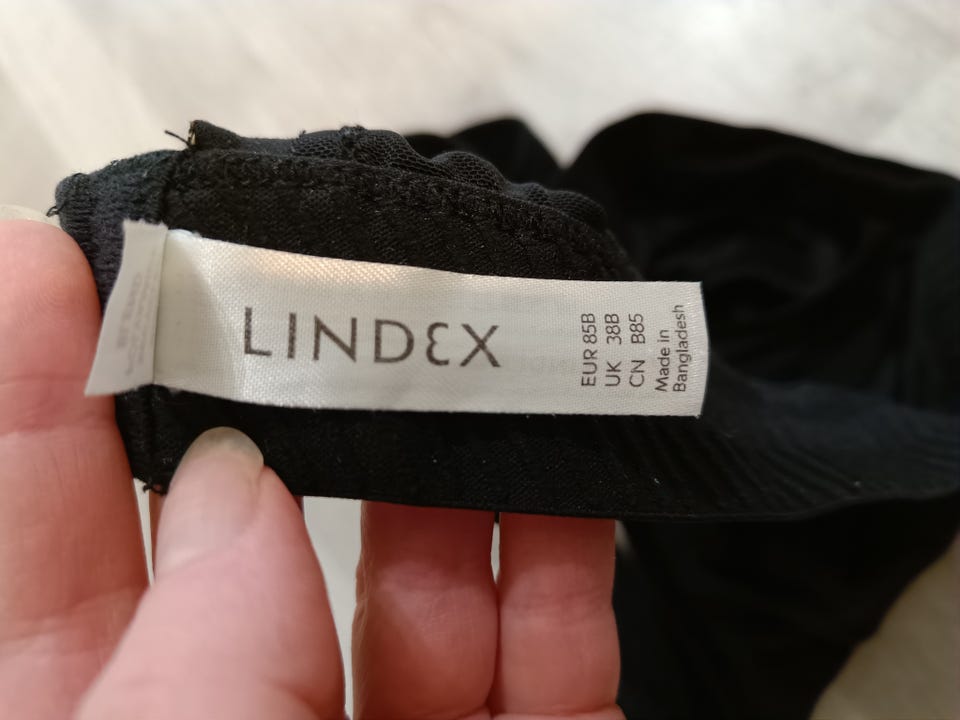 LINDEX
EUR 85B
UK 38B
CN B85
Made in
Bangladesh